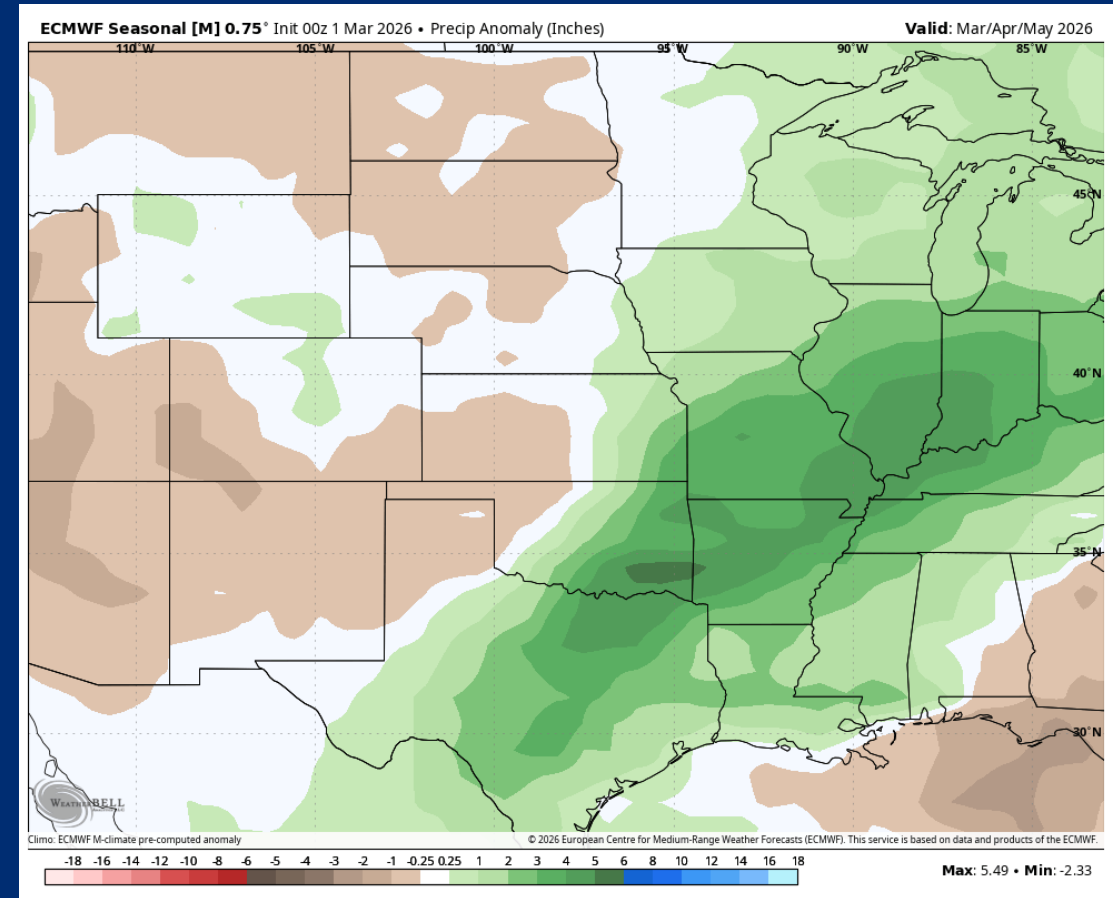 ECMWF Seasonal [M] 0.75° Init 00z 1 Mar 2026 • Precip Anomaly (Inches)
Valid: Mar/Apr/May 2026
110°W 105°W 100°W 95°W 90°W 85°W
45°N
40°N
35°N
30°N
WEATHERBELL
Climo: ECMWF M-climate pre-computed anomaly
© 2026 European Centre for Medium-Range Weather Forecasts (ECMWF). This service is based on data and products of the ECMWF.
-18 -16 -14 -12 -10 -8 -6 -5 -4 -3 -2 -1 -0.25 0.25 1 2 3 4 5 6 8 10 12 14 16 18
Max: 5.49 • Min: -2.33